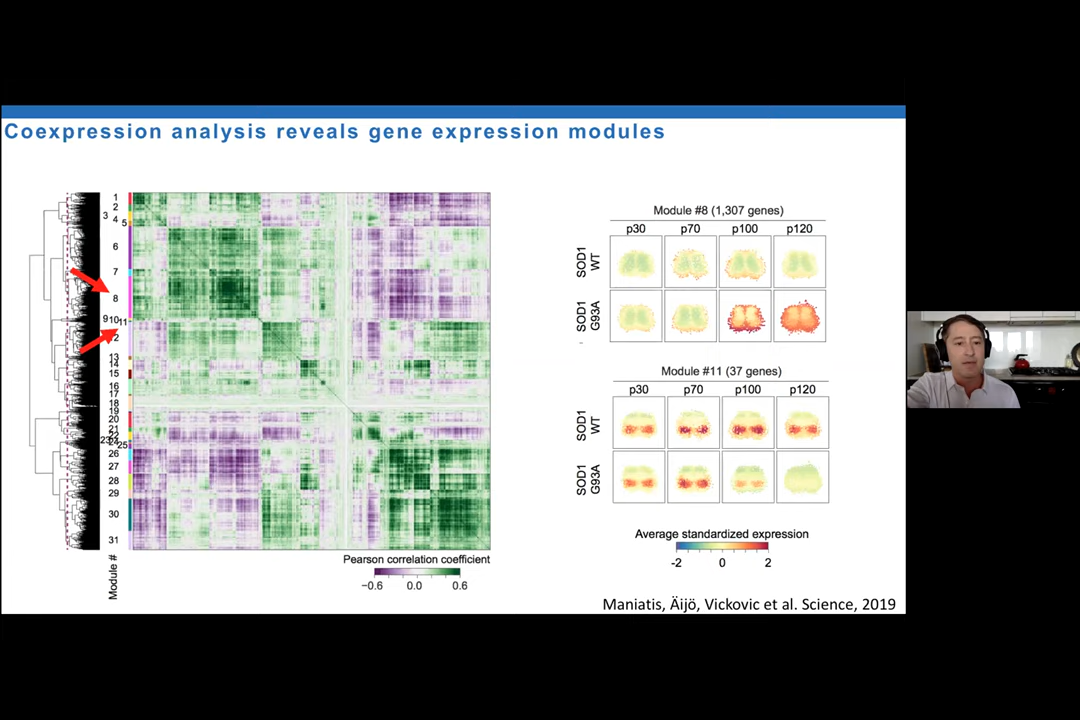 Coexpression analysis reveals gene expression modules
1
2
3
4
5
6
7
8
9
10
11
2
13
14
15
16
17
18
19
20
21
25
26
27
28
29
30
31
Module #
Pearson correlation coefficient
−0.6 0.0 0.6
Module #8 (1,307 genes)
p30 p70 p100 p120
SOD1 WT
SOD1 G93A
Module #11 (37 genes)
p30 p70 p100 p120
SOD1 WT
SOD1 G93A
Average standardized expression
-2 0 2
Maniatis, Äijö, Vickovic et al. Science, 2019